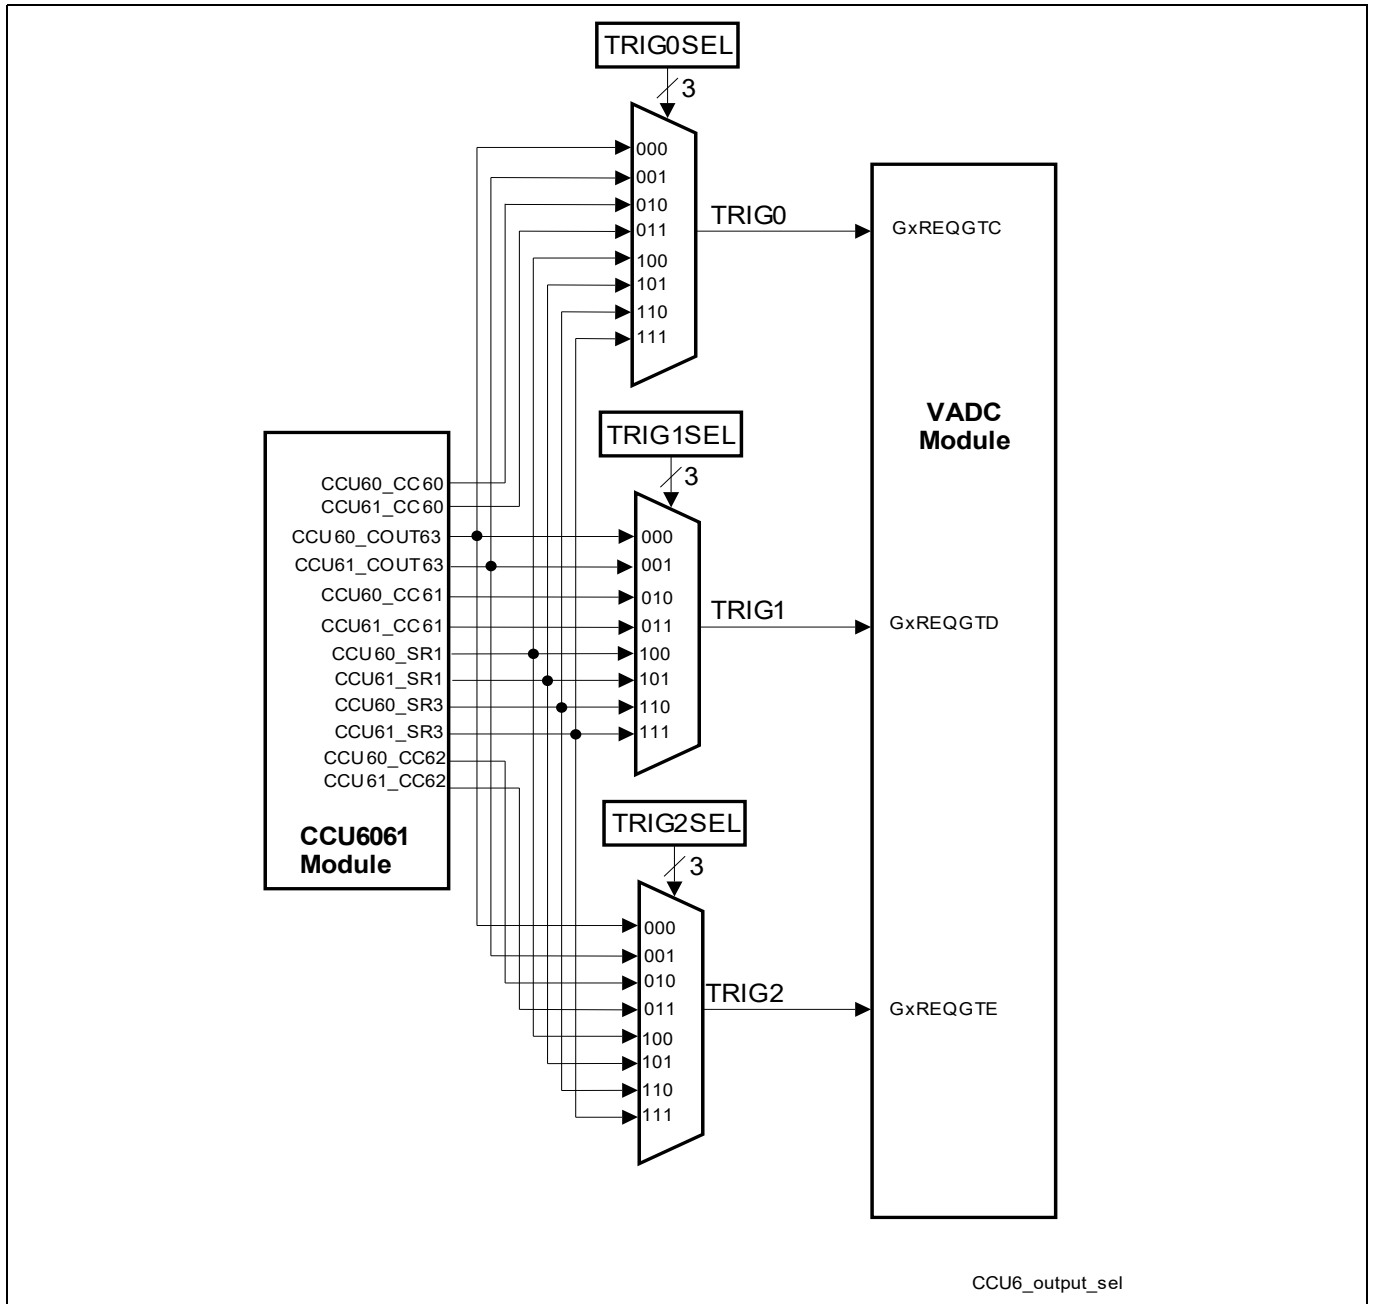 TRIG0SEL
3
000
001
010
011
100
101
110
111
TRIG0
GxREQGTC
VADC
Module
TRIG1SEL
3
CCU60_CC60
CCU61_CC60
CCU60_COUT63
CCU61_COUT63
CCU60_CC61
CCU61_CC61
CCU60_SR1
CCU61_SR1
CCU60_SR3
CCU61_SR3
CCU60_CC62
CCU61_CC62
CCU6061
Module
000
001
010
011
100
101
110
111
TRIG1
GxREQGTD
TRIG2SEL
3
000
001
010
011
100
101
110
111
TRIG2
GxREQGTE
CCU6_output_sel